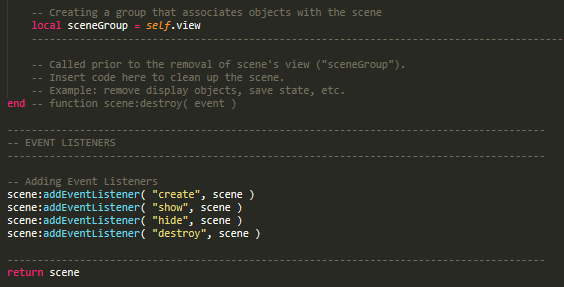 -- Creating a group that associates objects with the scene
local sceneGroup = self.view
--------------------------------------------------------------------
-- Called prior to the removal of scene's view ("sceneGroup").
-- Insert code here to clean up the scene.
-- Example: remove display objects, save state, etc.
end -- function scene:destroy( event )
-----------------------------------------------------------------------
-- EVENT LISTENERS
-----------------------------------------------------------------------
-- Adding Event Listeners
scene:addEventListener( "create", scene )
scene:addEventListener( "show", scene )
scene:addEventListener( "hide", scene )
scene:addEventListener( "destroy", scene )
-----------------------------------------------------------------------
return scene